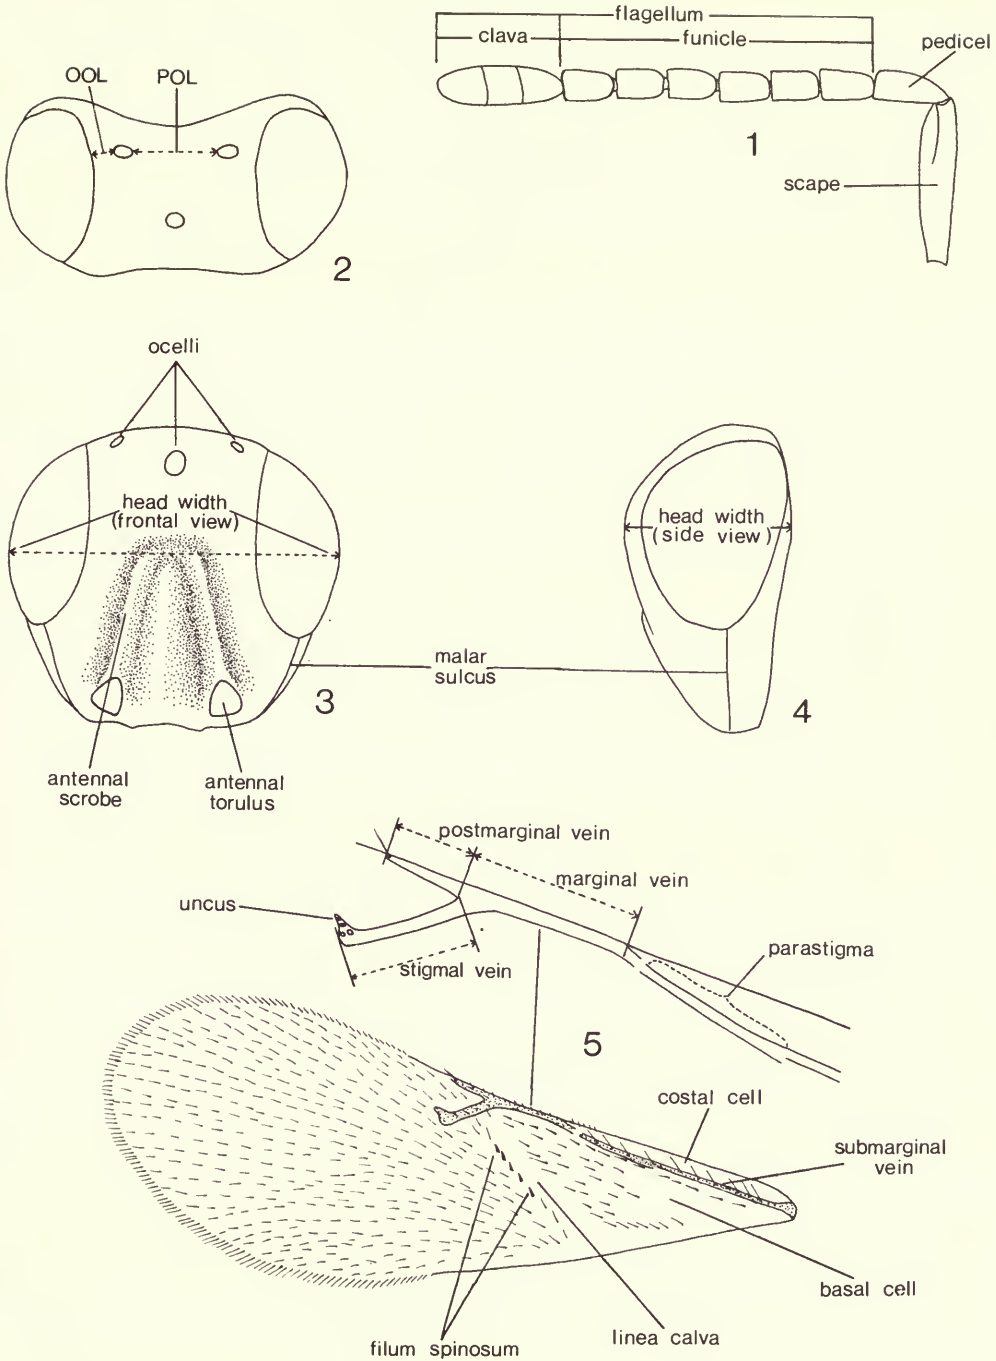 flagellum
clava
funicle
pedicel
scape
1
OOL
POL
2
ocelli
head width
(frontal view)
3
antennal
scrobe
antennal
torulus
malar
sulcus
head width
(side view)
4
postmarginal vein
marginal vein
uncus
stigmal vein
parastigma
5
costal cell
submarginal
vein
basal cell
linea calva
filum spinosum